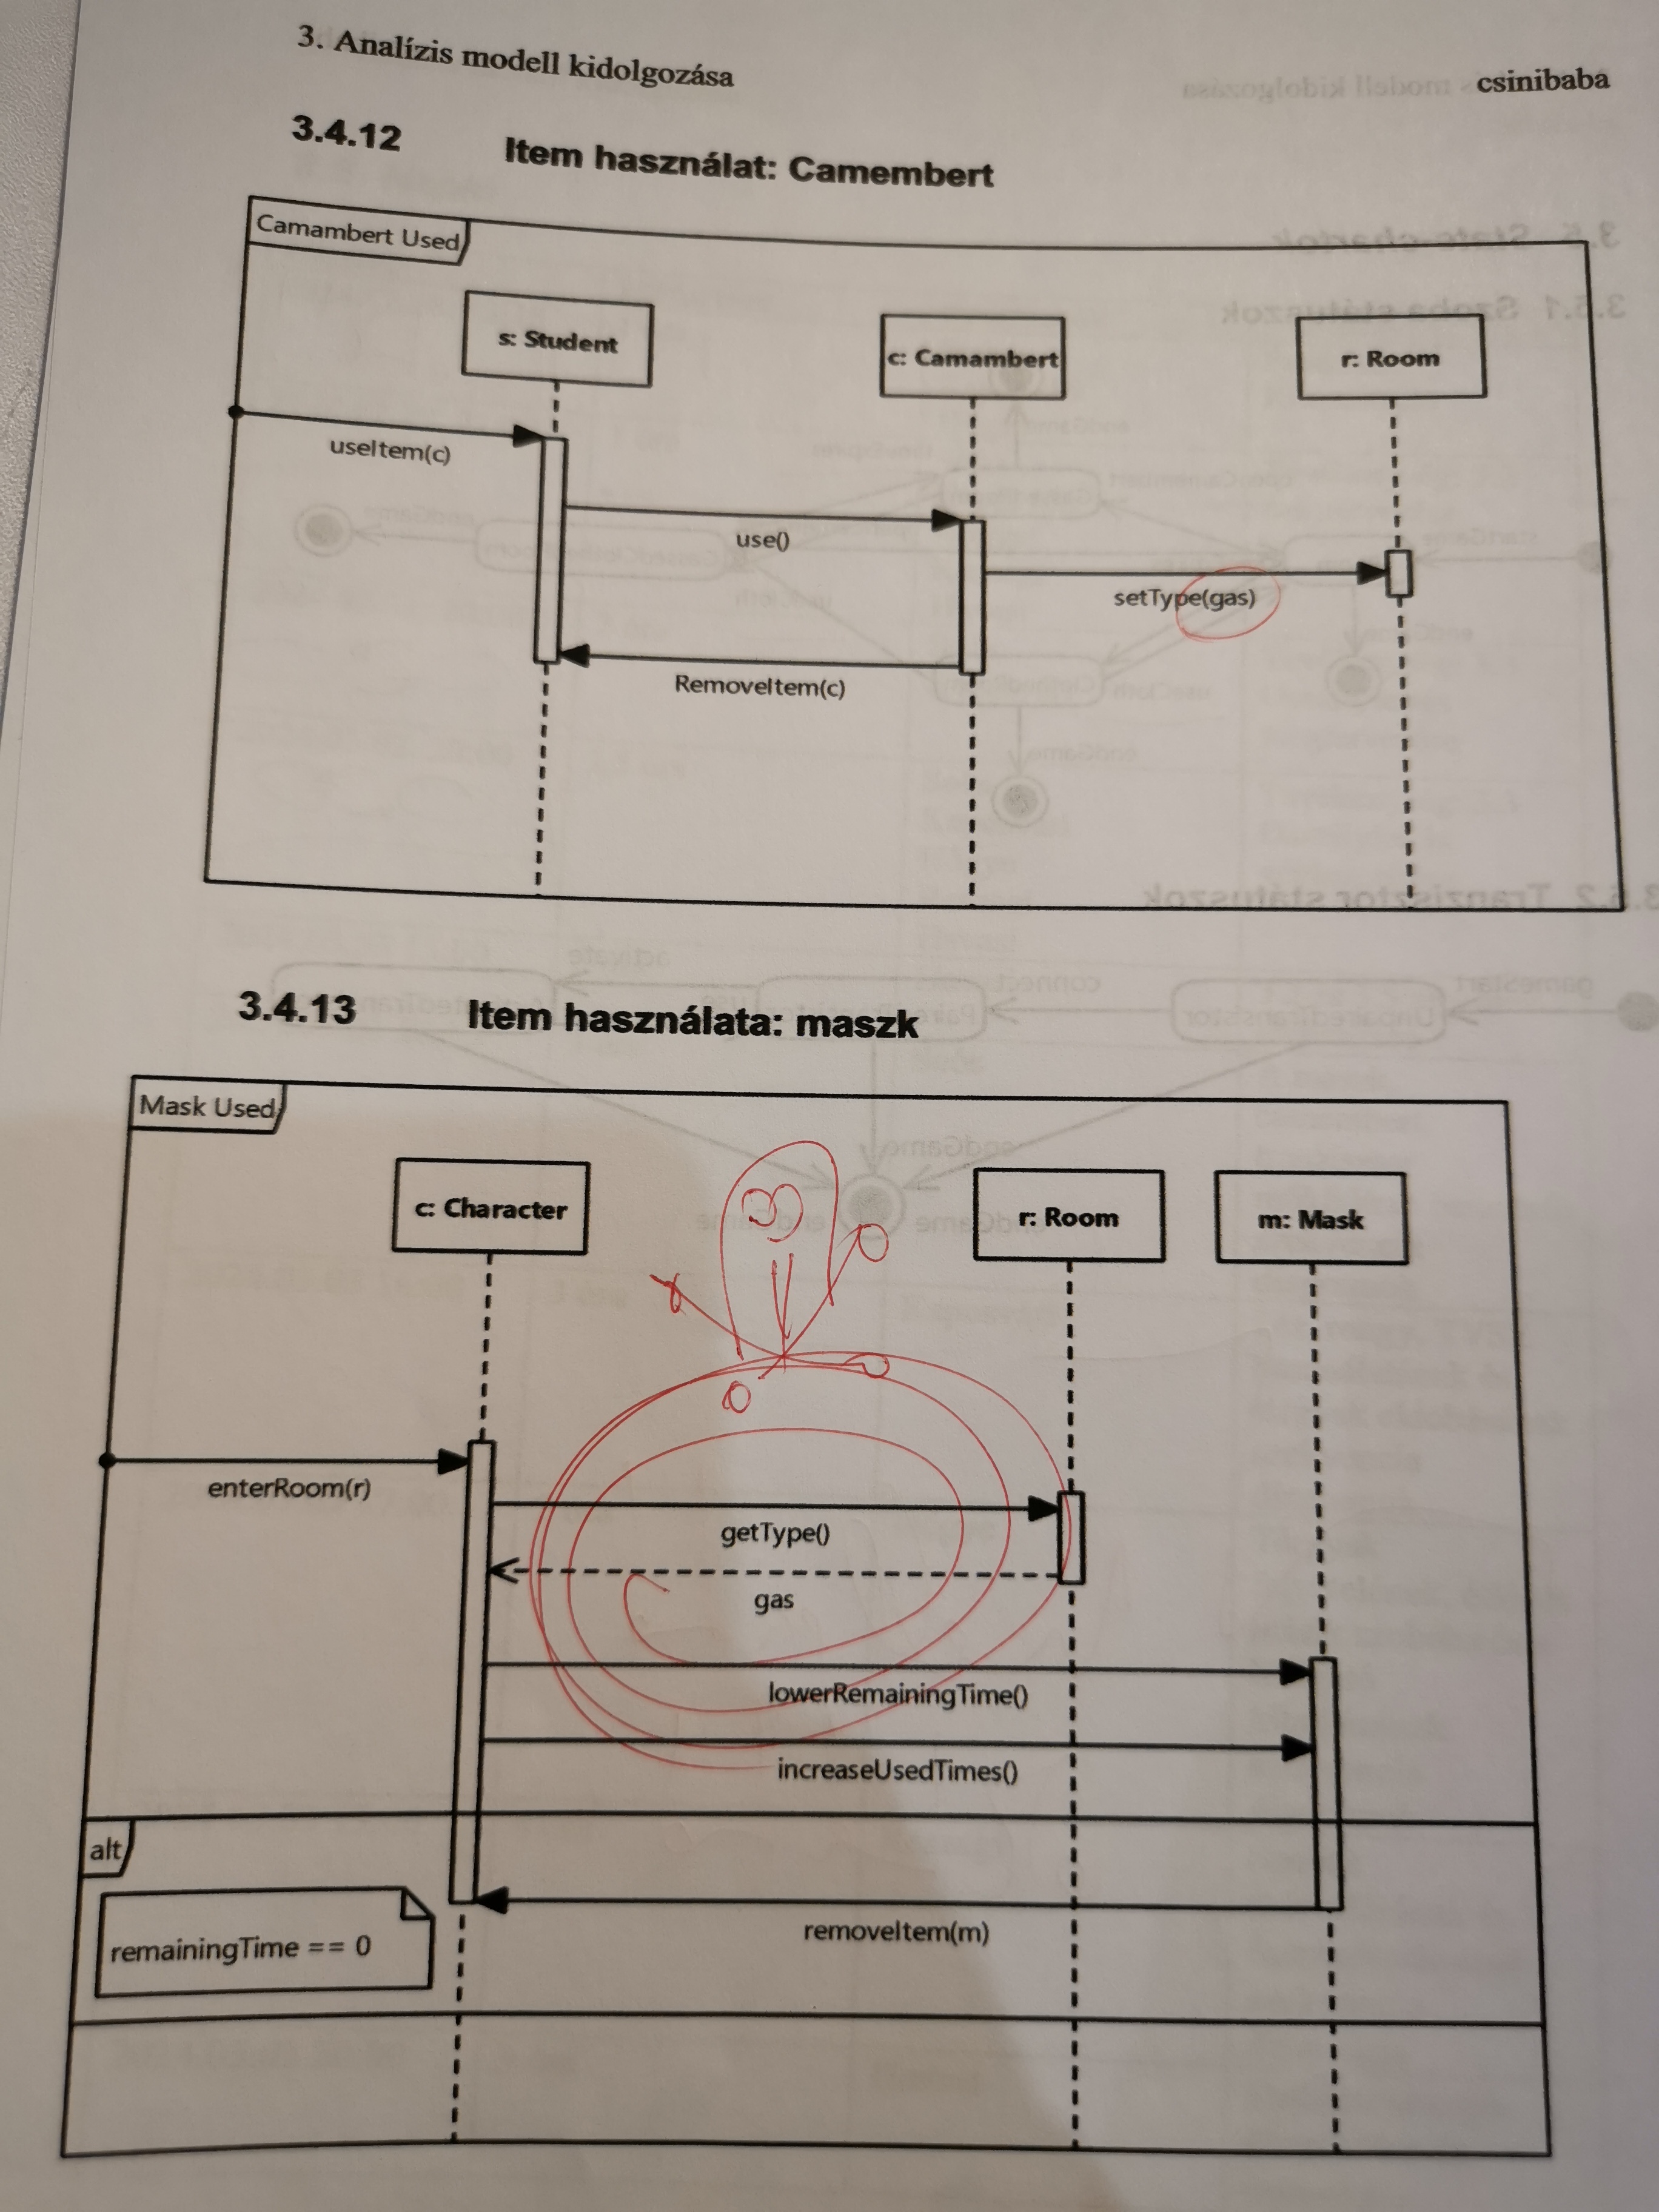 3. Analízis modell kidolgozása
csinibaba
3.4.12 Item használat: Camembert
Camambert Used
s: Student
c: Camambert
r: Room
useItem(c)
use()
setType(gas)
RemoveItem(c)
3.4.13 Item használata: maszk
Mask Used
c: Character
r: Room
m: Mask
enterRoom(r)
getType()
gas
lowerRemainingTime()
increaseUsedTimes()
alt
removeItem(m)
remainingTime == 0